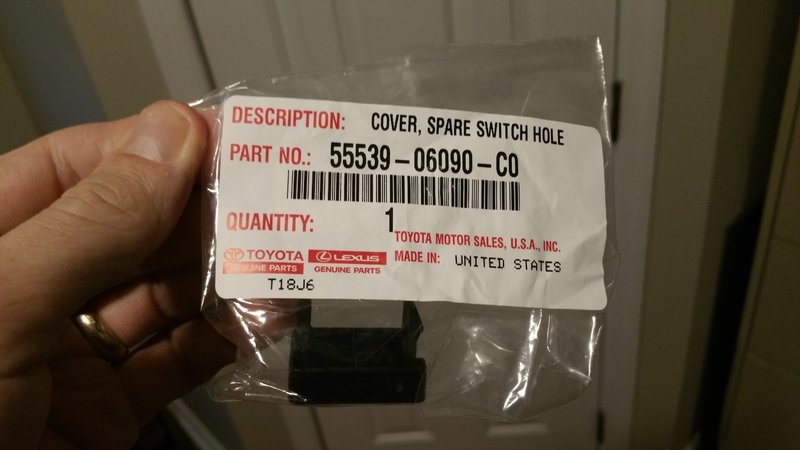 DESCRIPTION: COVER, SPARE SWITCH HOLE
PART NO.: 55539-06090-C0
QUANTITY: 1
TOYOTA MOTOR SALES, U.S.A., INC.
TOYOTA LEXUS MADE IN: UNITED STATES
GENUINE PARTS GENUINE PARTS
T18J6